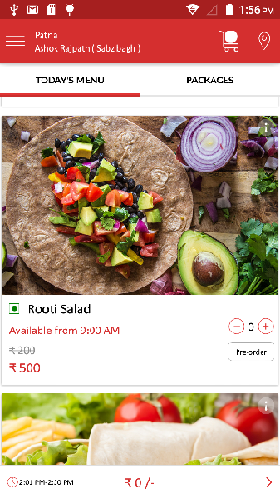 1:56 PM
Patna
Ashok Rajpath ( Sabzibagh )
TODAY'S MENU
PACKAGES
Rooti Salad
Available from 9:00 AM
0
₹ 200
Pre-order
₹ 500
2:01 PM-2:30 PM
₹ 0 /-